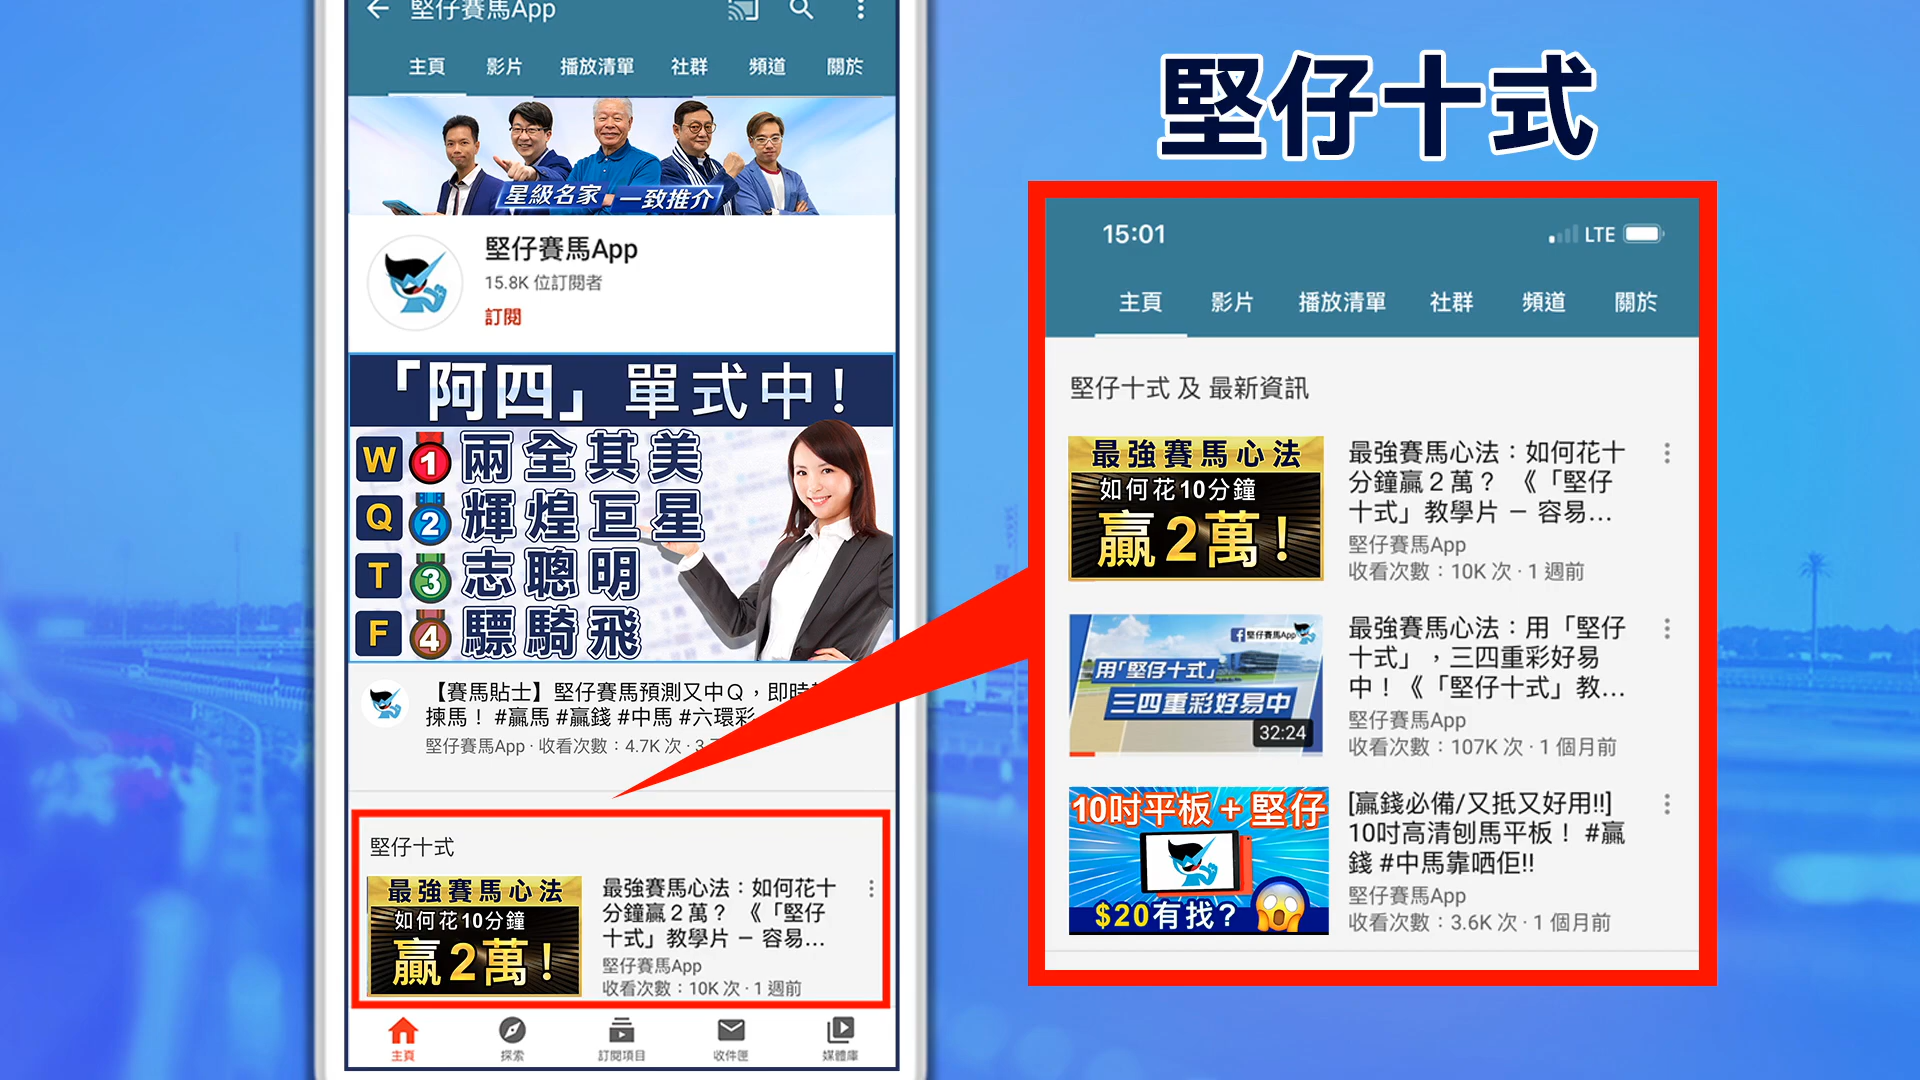 堅仔賽馬App
主頁 影片 播放清單 社群 頻道 關於
星級名家 一致推介
堅仔賽馬App
15.8K 位訂閱者
訂閱
「阿四」單式中!
W 1 兩全其美
Q 2 輝煌巨星
T 3 志聰明
F 4 驃騎飛
【賽馬貼士】堅仔賽馬預測又中Q,即時
揀馬! #贏馬 #贏錢 #中馬 #六環彩
堅仔賽馬App · 收看次數:4.7K 次 · 3
堅仔十式
最強賽馬心法
如何花10分鐘
贏2萬!
最強賽馬心法:如何花十
分鐘贏2萬? 《「堅仔
十式」教學片 – 容易...
堅仔賽馬App
收看次數:10K 次 · 1 週前
主頁 探索 訂閱項目 收件匣 媒體庫
堅仔十式
15:01 LTE
主頁 影片 播放清單 社群 頻道 關於
堅仔十式 及 最新資訊
最強賽馬心法
如何花10分鐘
贏2萬!
最強賽馬心法:如何花十
分鐘贏2萬? 《「堅仔
十式」教學片 – 容易...
堅仔賽馬App
收看次數:10K 次 · 1 週前
f 堅仔賽馬App
用「堅仔十式」
三四重彩好易中
32:24
最強賽馬心法:用「堅仔
十式」,三四重彩好易
中!《「堅仔十式」教...
堅仔賽馬App
收看次數:107K 次 · 1 個月前
10吋平板+堅仔
$20有找?
[贏錢必備/又抵又好用!!]
10吋高清刨馬平板! #贏
錢 #中馬靠哂佢!!
堅仔賽馬App
收看次數:3.6K 次 · 1 個月前